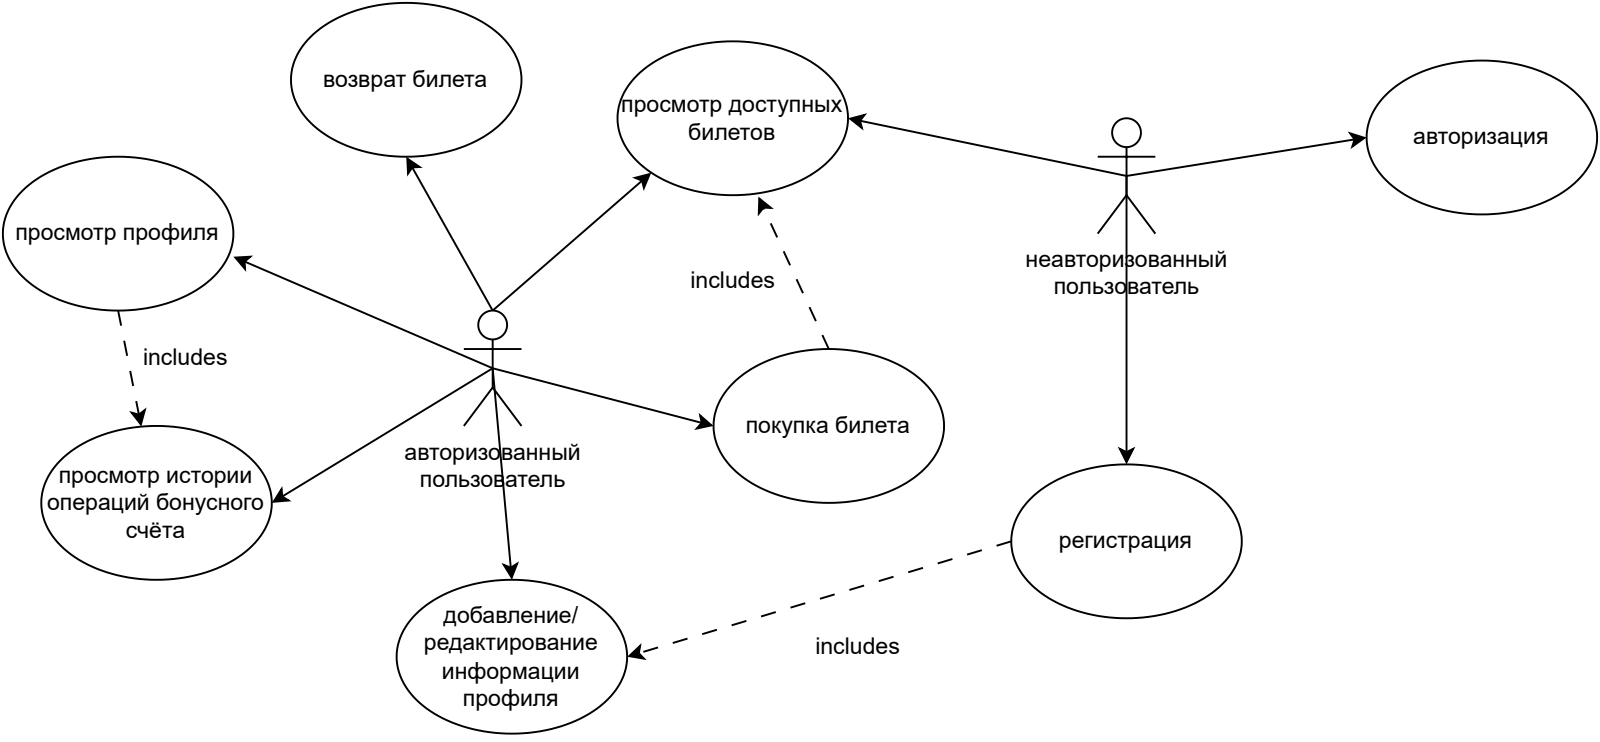 возврат билета
просмотр доступных
билетов
авторизация
просмотр профиля
неавторизованный
пользователь
includes
includes
покупка билета
авторизованный
пользователь
просмотр истории
операций бонусного
счёта
регистрация
добавление/
редактирование
информации
профиля
includes